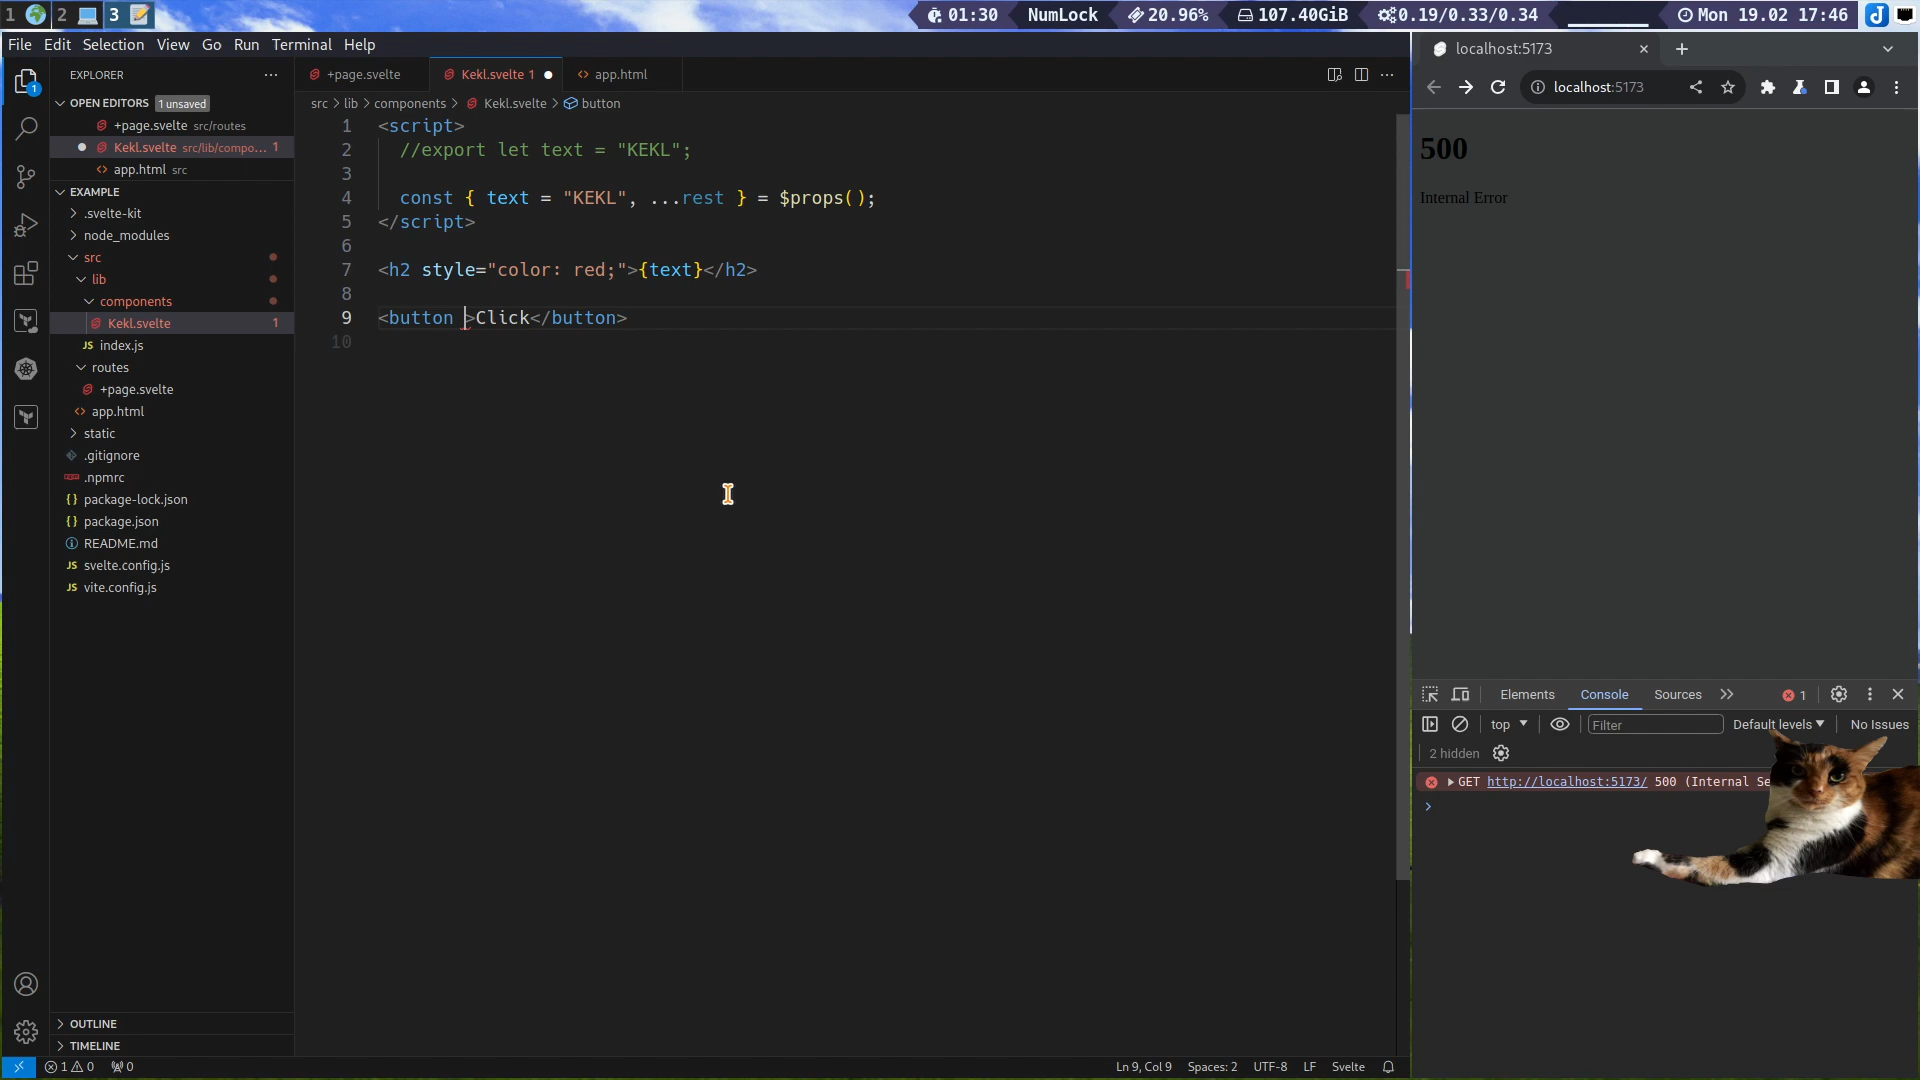 1 2 3 01:30 NumLock 20.96% 107.40GiB 0.19/0.33/0.34 Mon 19.02 17:46
File Edit Selection View Go Run Terminal Help
EXPLORER
OPEN EDITORS 1 unsaved
+page.svelte src/routes
Kekl.svelte src/lib/compo... 1
app.html src
EXAMPLE
.svelte-kit
node_modules
src
lib
components
Kekl.svelte 1
index.js
routes
+page.svelte
app.html
static
.gitignore
.npmrc
package-lock.json
package.json
README.md
svelte.config.js
vite.config.js
OUTLINE
TIMELINE
+page.svelte Kekl.svelte 1 app.html
src > lib > components > Kekl.svelte > button
1 <script>
2 //export let text = "KEKL";
3
4 const { text = "KEKL", ...rest } = $props();
5 </script>
6
7 <h2 style="color: red;">{text}</h2>
8
9 <button >Click</button>
10
1 0 0 Ln 9, Col 9 Spaces: 2 UTF-8 LF Svelte
localhost:5173
localhost:5173
500
Internal Error
Elements Console Sources 1
top Filter Default levels No Issues
2 hidden
GET http://localhost:5173/ 500 (Internal Se